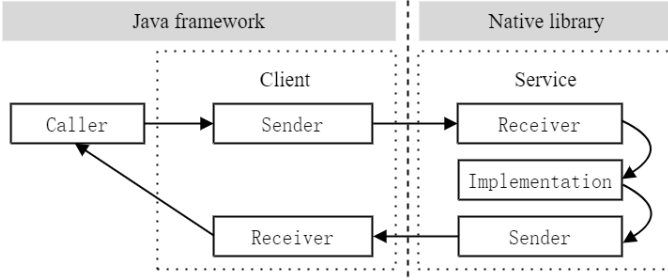 Java framework
Native library
Client
Service
Caller
Sender
Receiver
Implementation
Receiver
Sender